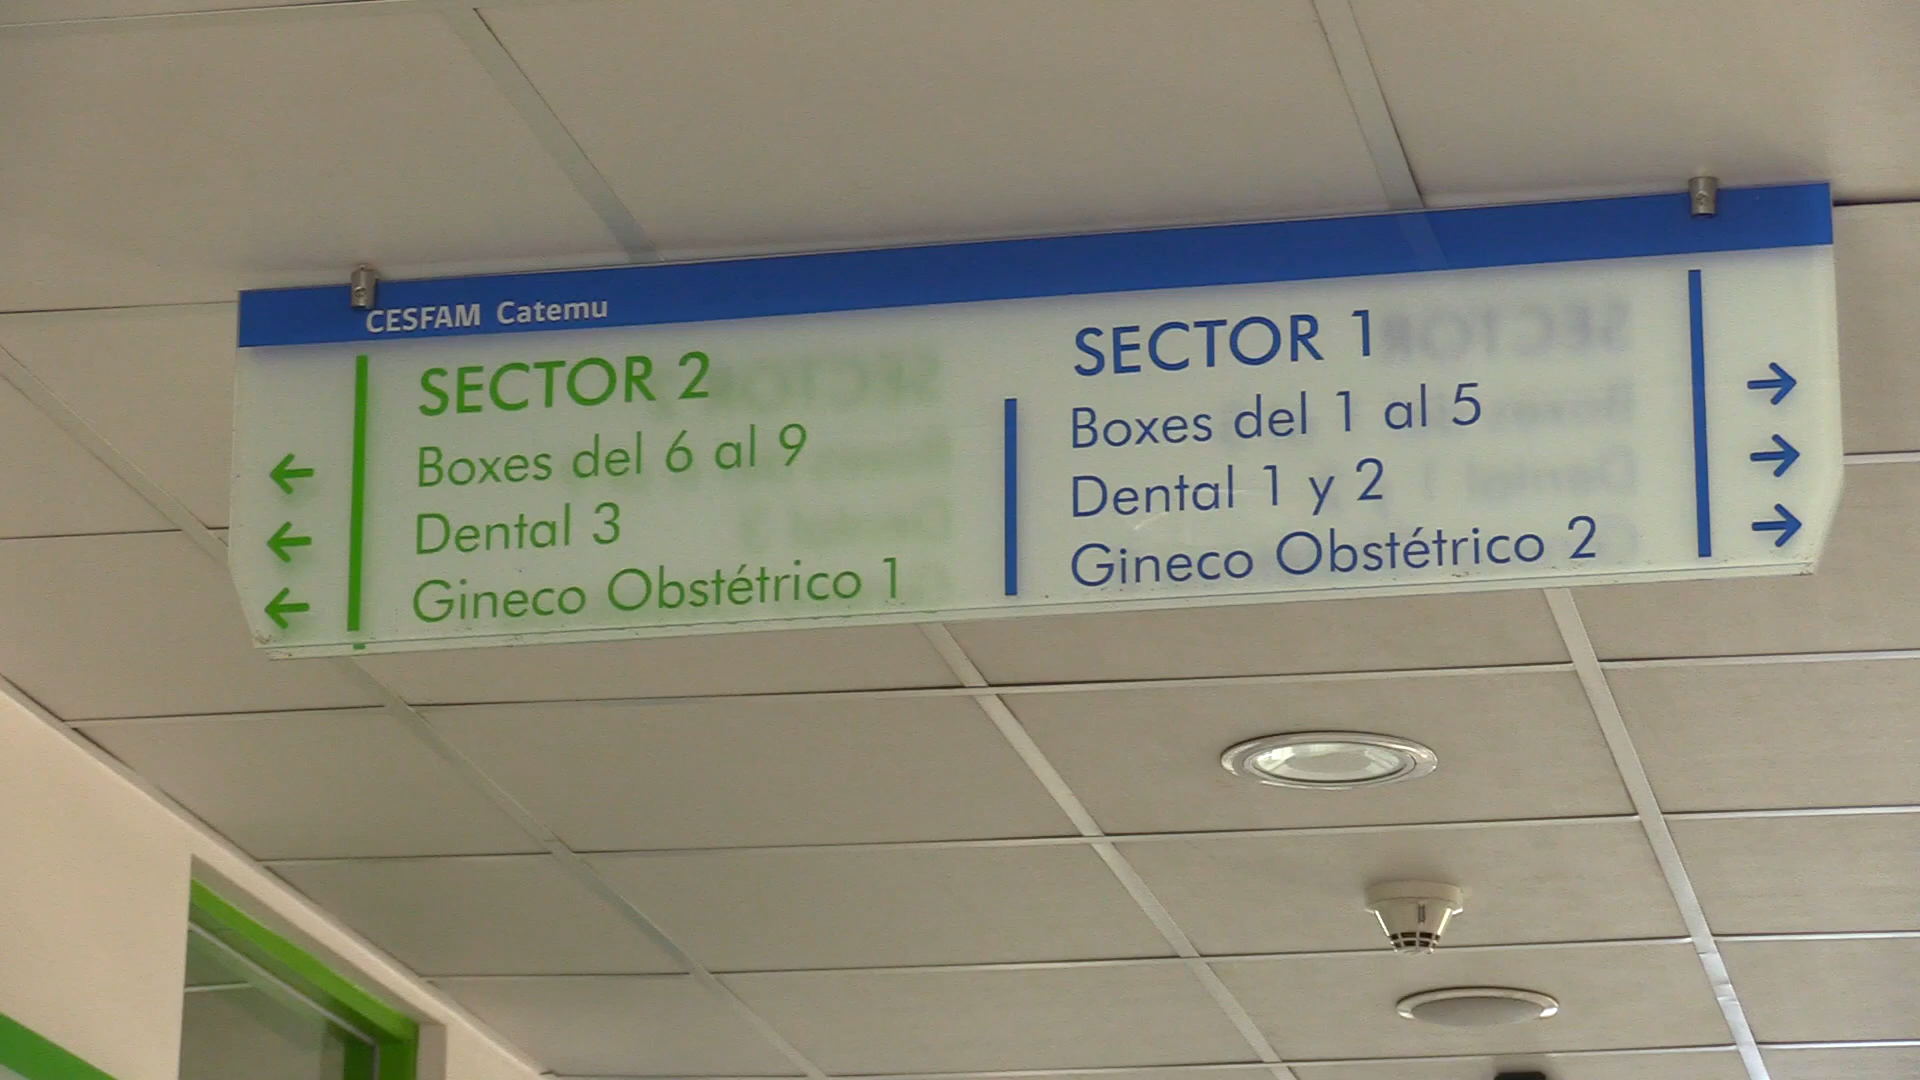 CESFAM Catemu
SECTOR 2
Boxes del 6 al 9
Dental 3
Gineco Obstétrico 1
SECTOR 1
Boxes del 1 al 5
Dental 1 y 2
Gineco Obstétrico 2